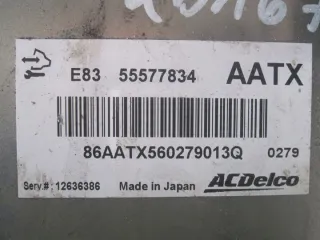 E83 55577834 AATX
86AATX560279013Q 0279
Serv.#: 12636386 Made in Japan ACDelco